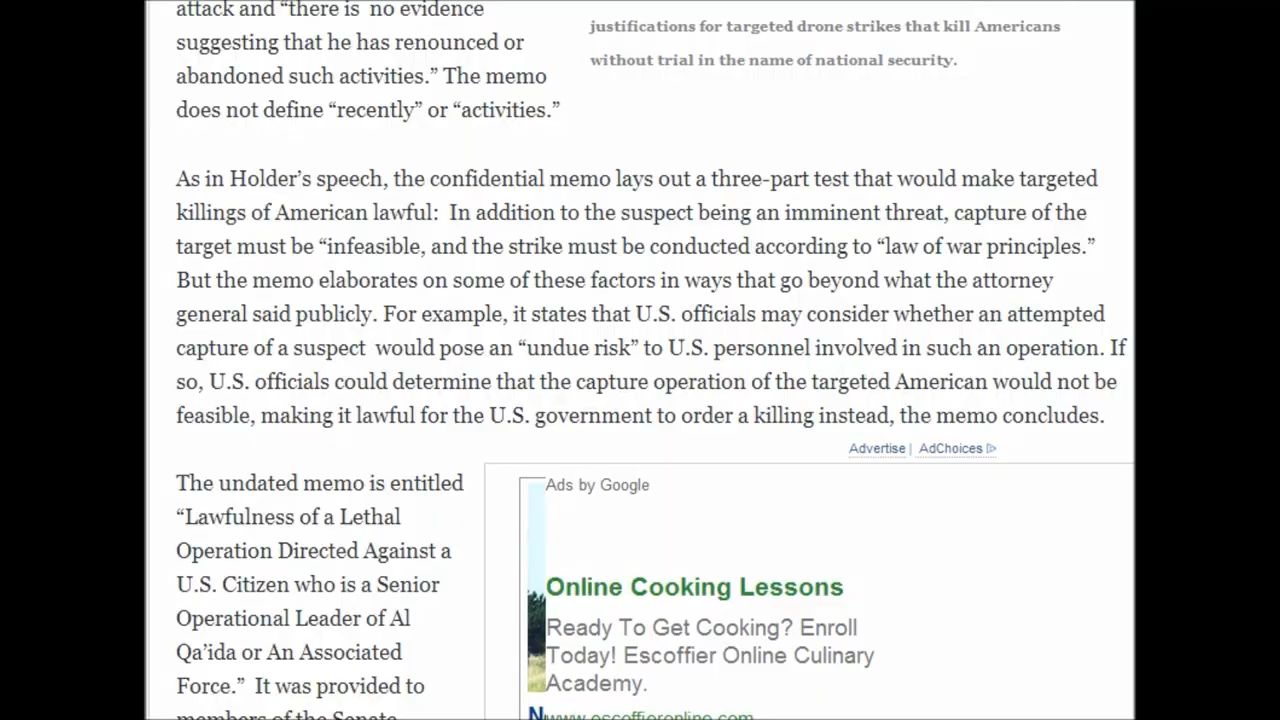 attack and “there is  no evidence
suggesting that he has renounced or
abandoned such activities.” The memo
does not define “recently” or “activities.”
justifications for targeted drone strikes that kill Americans
without trial in the name of national security.
As in Holder’s speech, the confidential memo lays out a three-part test that would make targeted
killings of American lawful:  In addition to the suspect being an imminent threat, capture of the
target must be “infeasible, and the strike must be conducted according to “law of war principles.”
But the memo elaborates on some of these factors in ways that go beyond what the attorney
general said publicly. For example, it states that U.S. officials may consider whether an attempted
capture of a suspect  would pose an “undue risk” to U.S. personnel involved in such an operation. If
so, U.S. officials could determine that the capture operation of the targeted American would not be
feasible, making it lawful for the U.S. government to order a killing instead, the memo concludes.
Advertise | AdChoices
The undated memo is entitled
“Lawfulness of a Lethal
Operation Directed Against a
U.S. Citizen who is a Senior
Operational Leader of Al
Qa’ida or An Associated
Force.”  It was provided to
members of the Senate
Ads by Google
Online Cooking Lessons
Ready To Get Cooking? Enroll
Today! Escoffier Online Culinary
Academy.
www.escoffieronline.com